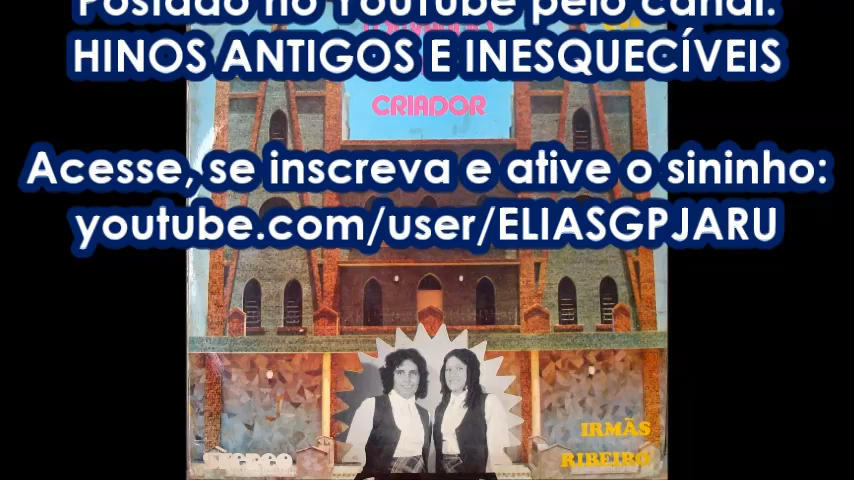 Postado no YouTube pelo canal:
HINOS ANTIGOS E INESQUECÍVEIS
CRIADOR
Acesse, se inscreva e ative o sininho:
youtube.com/user/ELIASGPJARU
IRMÃS
RIBEIRO
STEREO